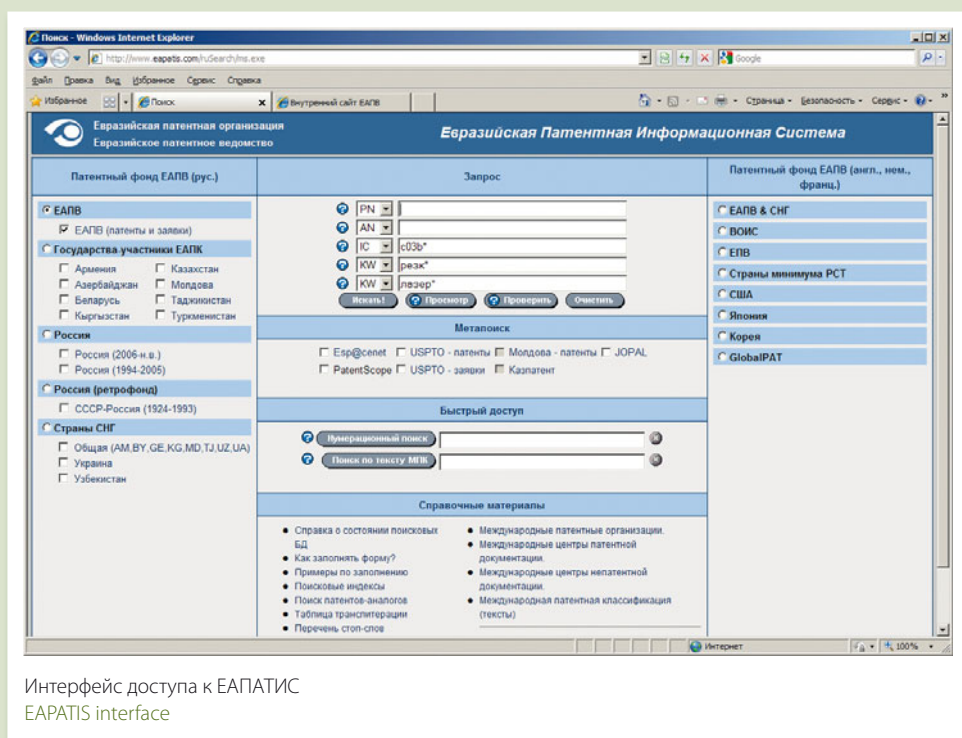 Поиск - Windows Internet Explorer
http://www.eapatis.com/ruSearch/ms.exe
Google
Файл Правка Вид Избранное Сервис Справка
Избранное Поиск Внутренний сайт ЕАПВ Страница Безопасность Сервис
Евразийская патентная организация
Евразийское патентное ведомство
Евразийская Патентная Информационная Система
Патентный фонд ЕАПВ (рус.)
ЕАПВ
ЕАПВ (патенты и заявки)
Государства-участники ЕАПК
Армения Казахстан
Азербайджан Молдова
Беларусь Таджикистан
Кыргызстан Туркменистан
Россия
Россия (2006-н.в.)
Россия (1994-2005)
Россия (ретрофонд)
СССР-Россия (1924-1993)
Страны СНГ
Общая (AM,BY,GE,KG,MD,TJ,UZ,UA)
Украина
Узбекистан
Запрос
PN
AN
IC c03b*
KW резк*
KW лазер*
Искать! Просмотр Проверить Очистить
Метапоиск
Esp@cenet USPTO - патенты Молдова - патенты JOPAL
PatentScope USPTO - заявки Казпатент
Быстрый доступ
Нумерационный поиск
Поиск по тексту МПК
Справочные материалы
Справка о состоянии поисковых
БД
Как заполнять форму?
Примеры по заполнению
Поисковые индексы
Поиск патентов-аналогов
Таблица транслитерации
Перечень стоп-слов
Международные патентные организации.
Международные центры патентной
документации.
Международные центры непатентной
документации.
Международная патентная классификация
(тексты)
Патентный фонд ЕАПВ (англ., нем.,
франц.)
ЕАПВ & СНГ
ВОИС
ЕПВ
Страны минимума PCT
США
Япония
Корея
GlobalPAT
Интернет 100%
Интерфейс доступа к ЕАПАТИС
EAPATIS interface